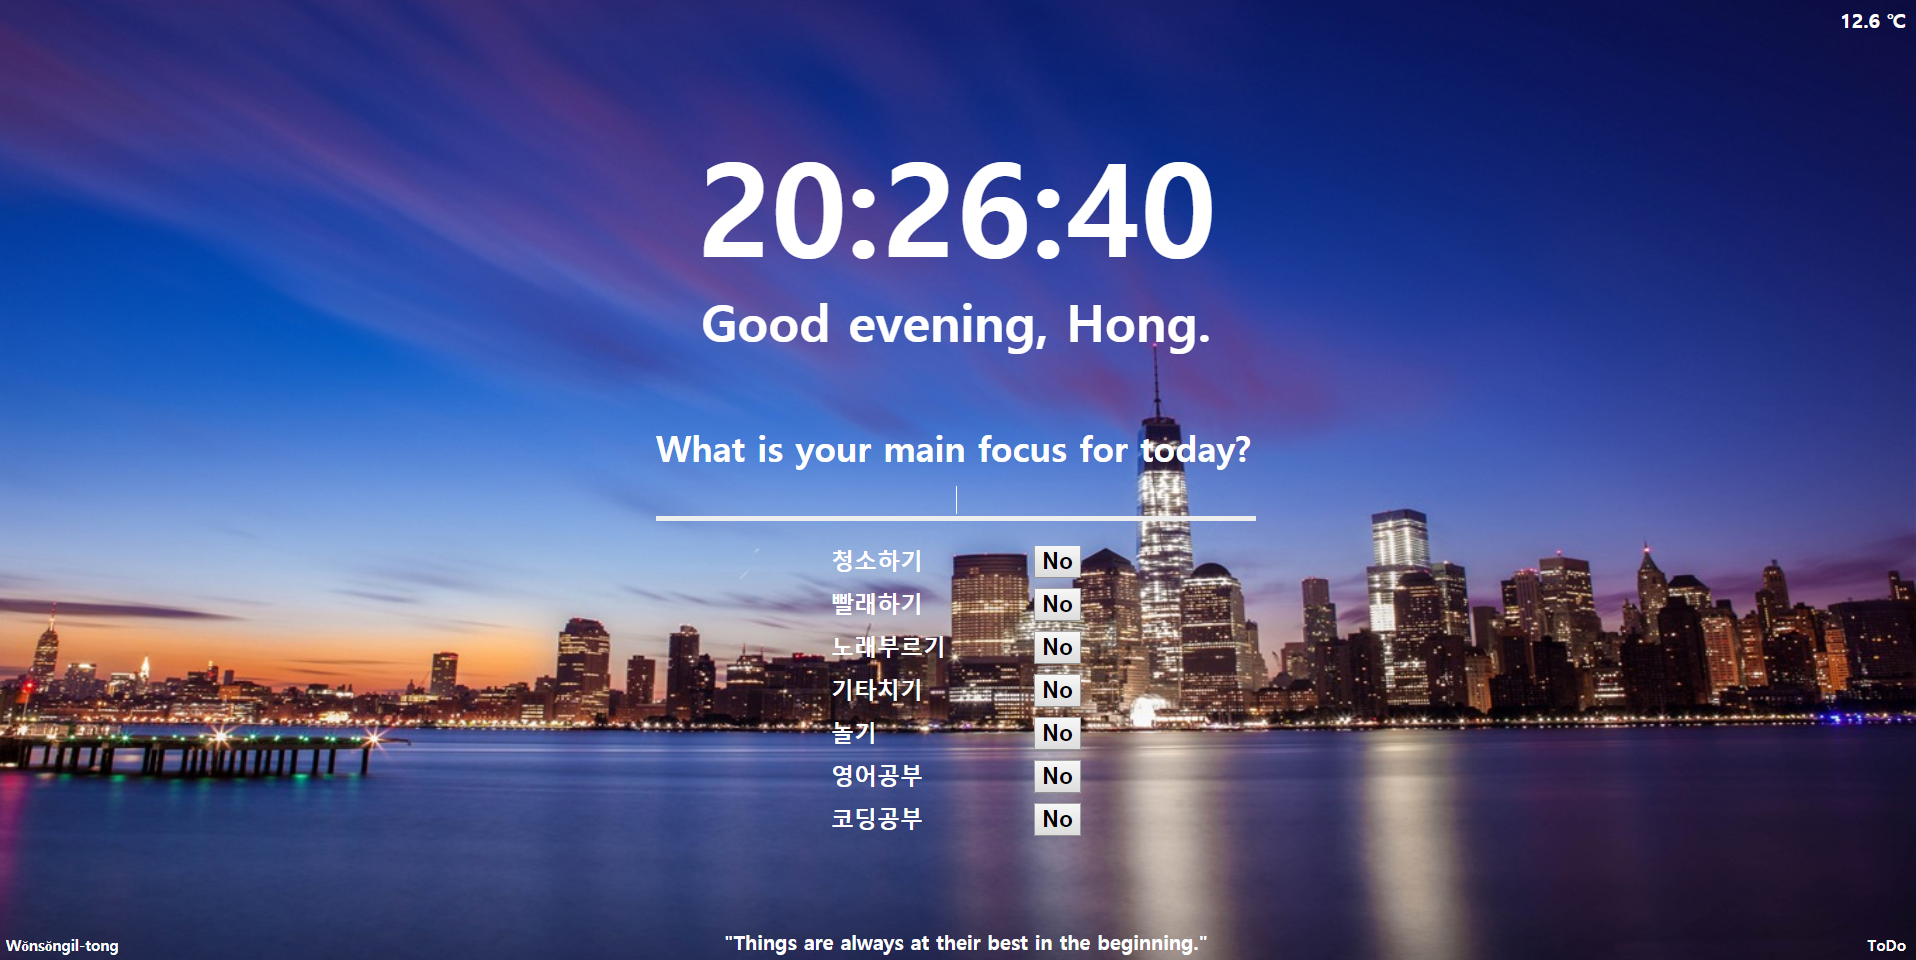 12.6 ℃
20:26:40
Good evening, Hong.
What is your main focus for today?
청소하기 No
빨래하기 No
노래부르기 No
기타치기 No
놀기 No
영어공부 No
코딩공부 No
"Things are always at their best in the beginning."
Wŏnsŏngil-tong
ToDo